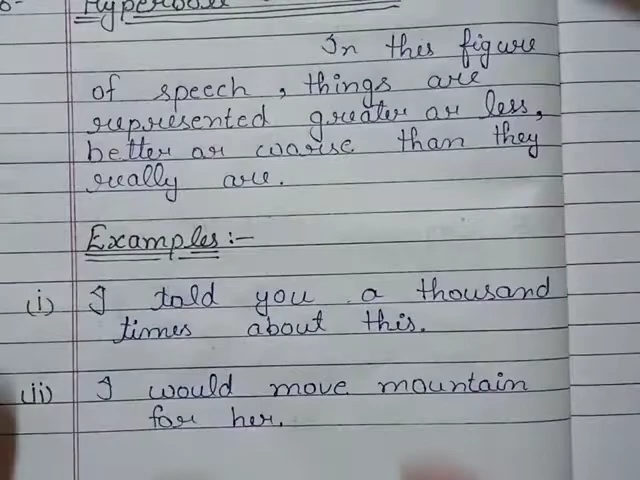 Hyperbole
In this figure
of speech, things are
represented greater or less,
better or worse than they
really are.
Examples:-
(i) I told you a thousand
times about this.
(ii) I would move mountain
for her.